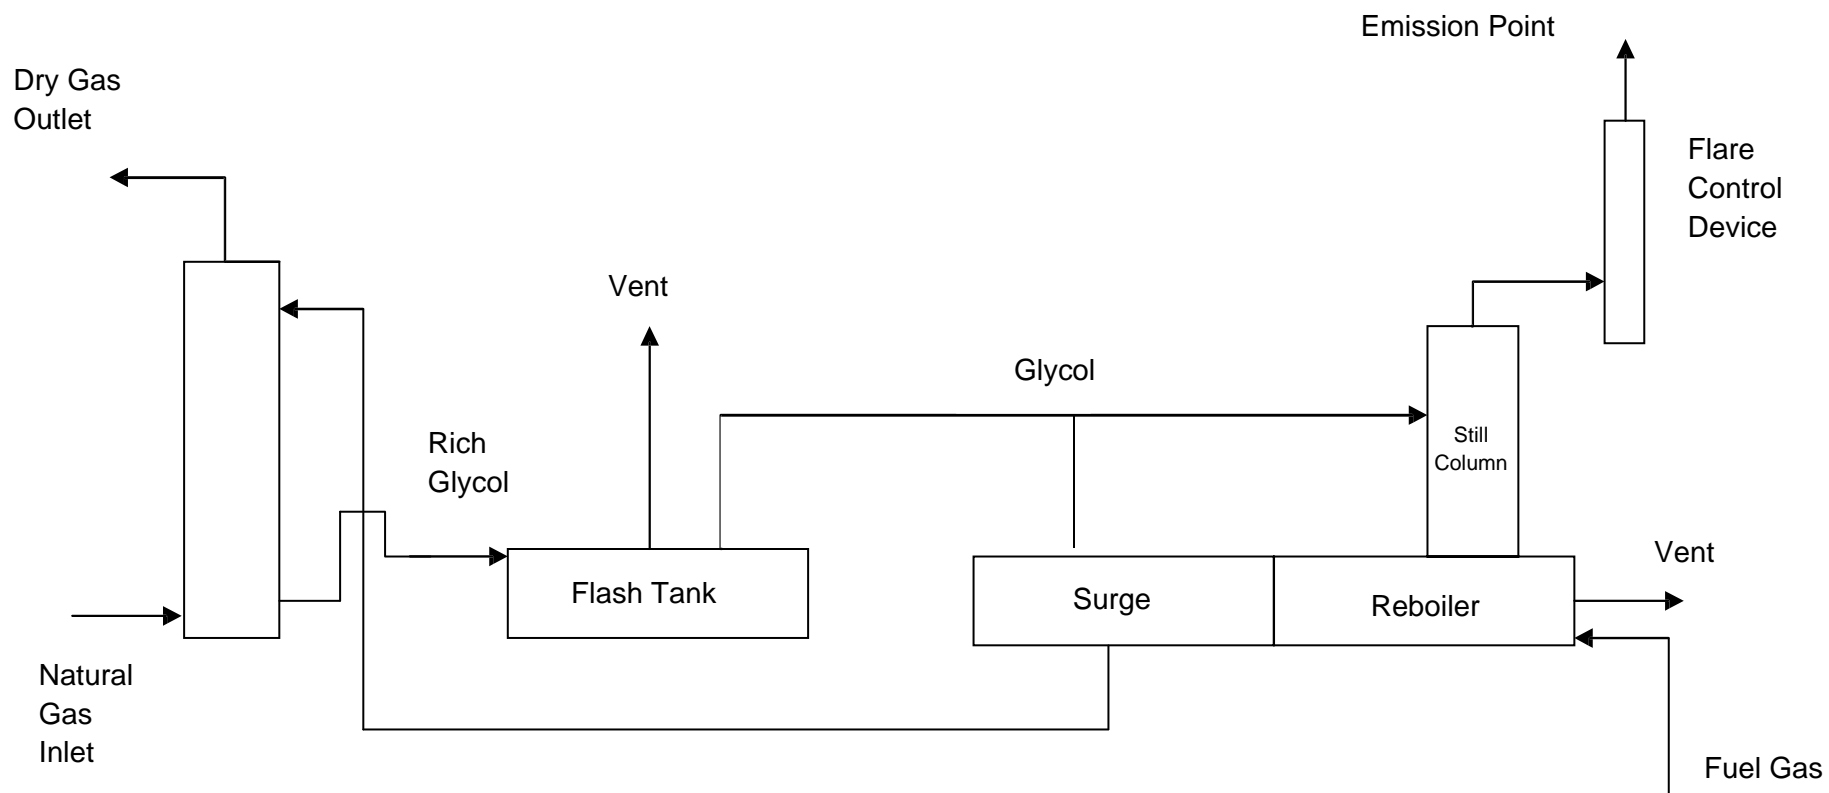 Emission Point
Dry Gas
Outlet
Flare
Control
Device
Vent
Glycol
Rich
Glycol
Still
Column
Vent
Flash Tank
Surge
Reboiler
Natural
Gas
Inlet
Fuel Gas